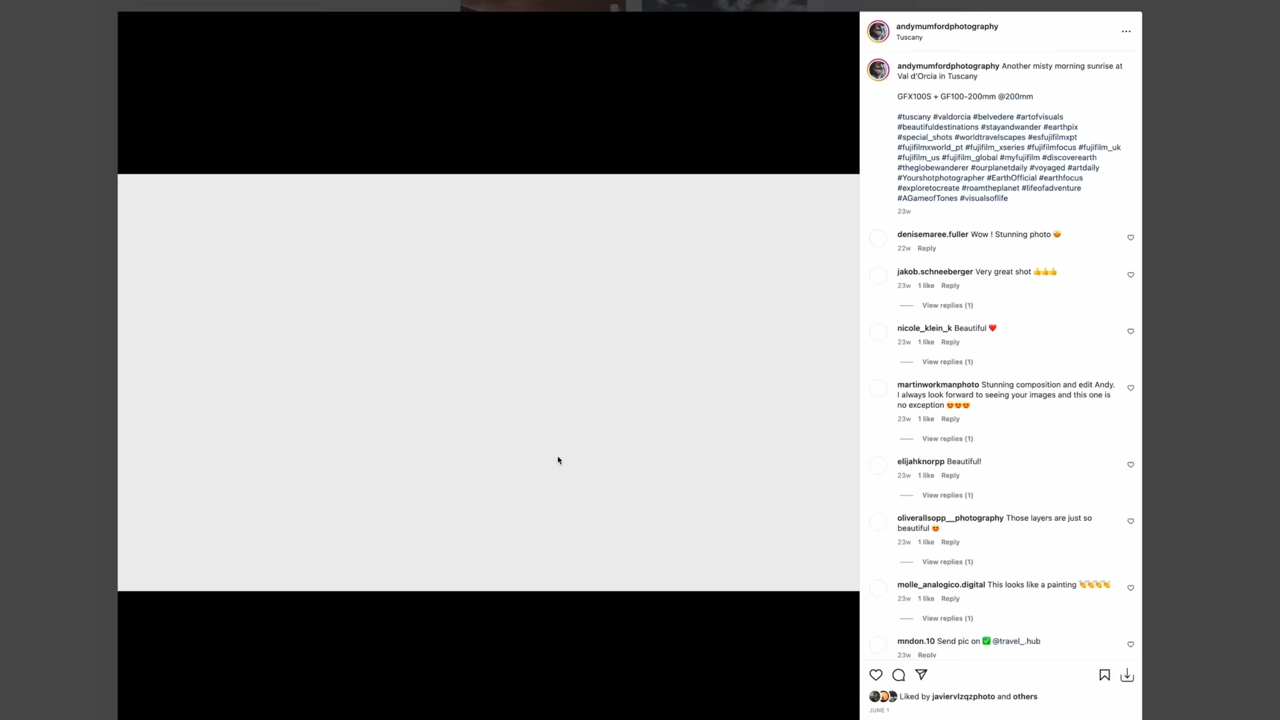 andymumfordphotography
Tuscany
andymumfordphotography Another misty morning sunrise at
Val d'Orcia in Tuscany
GFX100S + GF100-200mm @200mm
#tuscany #valdorcia #belvedere #artofvisuals
#beautifuldestinations #stayandwander #earthpix
#special_shots #worldtravelscapes #esfujifilmxpt
#fujifilmxworld_pt #fujifilm_xseries #fujifilmfocus #fujifilm_uk
#fujifilm_us #fujifilm_global #myfujifilm #discoverearth
#theglobewanderer #ourplanetdaily #voyaged #artdaily
#Yourshotphotographer #EarthOfficial #earthfocus
#exploretocreate #roamtheplanet #lifeofadventure
#AGameofTones #visualsoflife
23w
denisemaree.fuller Wow ! Stunning photo 🤩
22w Reply
jakob.schneeberger Very great shot 👍👍👍
23w 1 like Reply
View replies (1)
nicole_klein_k Beautiful ❤️
23w 1 like Reply
View replies (1)
martinworkmanphoto Stunning composition and edit Andy.
I always look forward to seeing your images and this one is
no exception 😍😍😍
23w 1 like Reply
View replies (1)
elijahknorpp Beautiful!
23w 1 like Reply
View replies (1)
oliverallsopp__photography Those layers are just so
beautiful 😍
23w 1 like Reply
View replies (1)
molle_analogico.digital This looks like a painting 👏👏👏👏
23w 1 like Reply
View replies (1)
mndon.10 Send pic on ✅ @travel_.hub
23w Reply
Liked by javiervlzqzphoto and others
JUNE 1